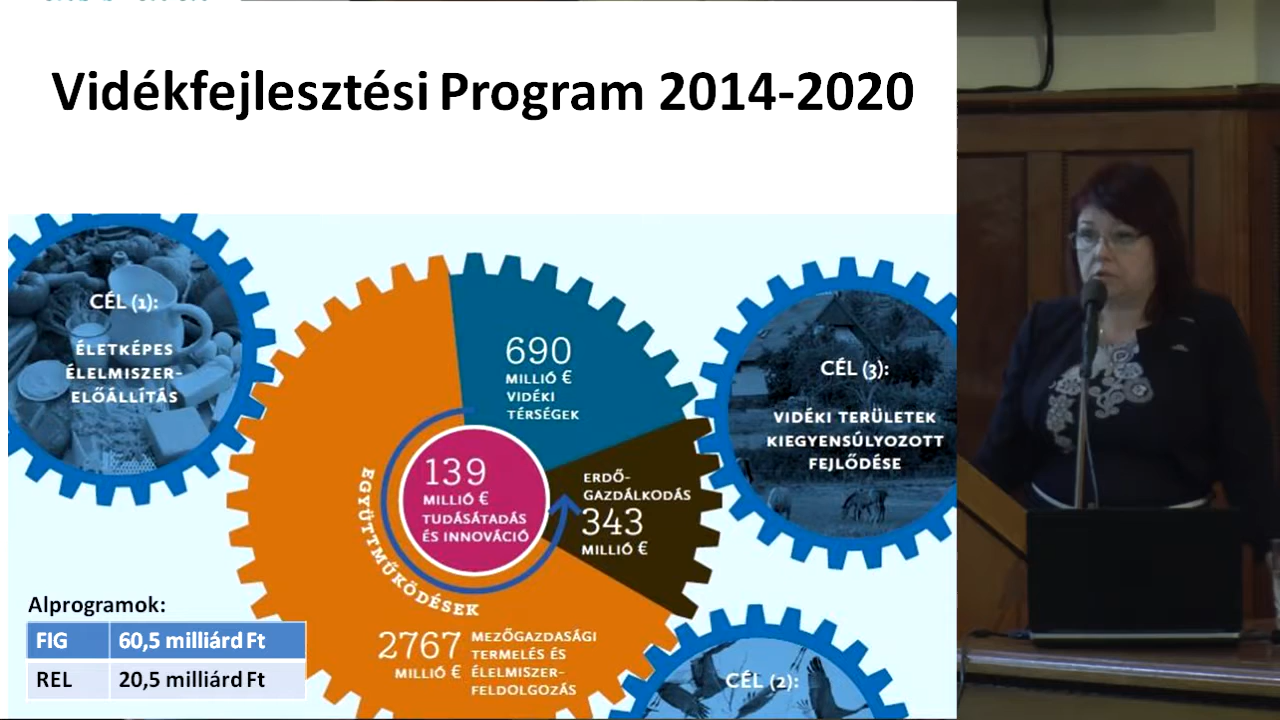 Vidékfejlesztési Program 2014-2020
CÉL (1):
ÉLETKÉPES
ÉLELMISZER-
ELŐÁLLÍTÁS
690
MILLIÓ €
VIDÉKI
TÉRSÉGEK
CÉL (3):
VIDÉKI TERÜLETEK
KIEGYENSÚLYOZOTT
FEJLŐDÉSE
139
MILLIÓ €
TUDÁSÁTADÁS
ÉS INNOVÁCIÓ
ERDŐ-
GAZDÁLKODÁS
343
MILLIÓ €
EGYÜTTMŰKÖDÉSEK
2767
MILLIÓ €
MEZŐGAZDASÁGI
TERMELÉS ÉS
ÉLELMISZER-
FELDOLGOZÁS
CÉL (2):
Alprogramok:
FIG 60,5 milliárd Ft
REL 20,5 milliárd Ft